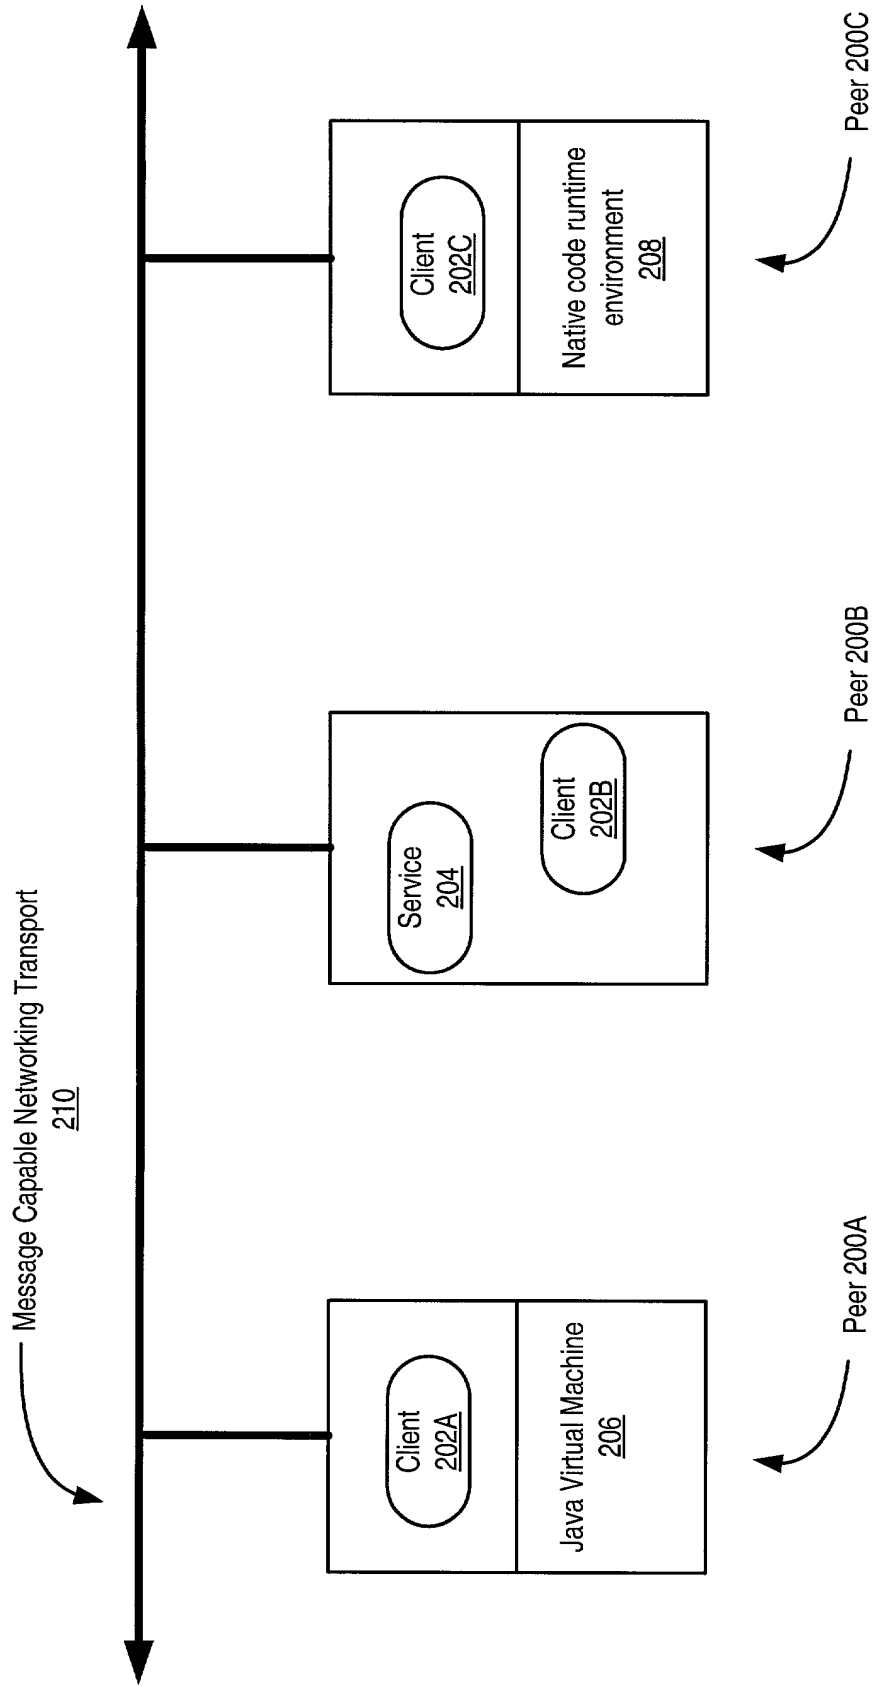 Message Capable Networking Transport
210
Client
202A
Java Virtual Machine
206
Peer 200A
Service
204
Client
202B
Peer 200B
Client
202C
Native code runtime
environment
208
Peer 200C